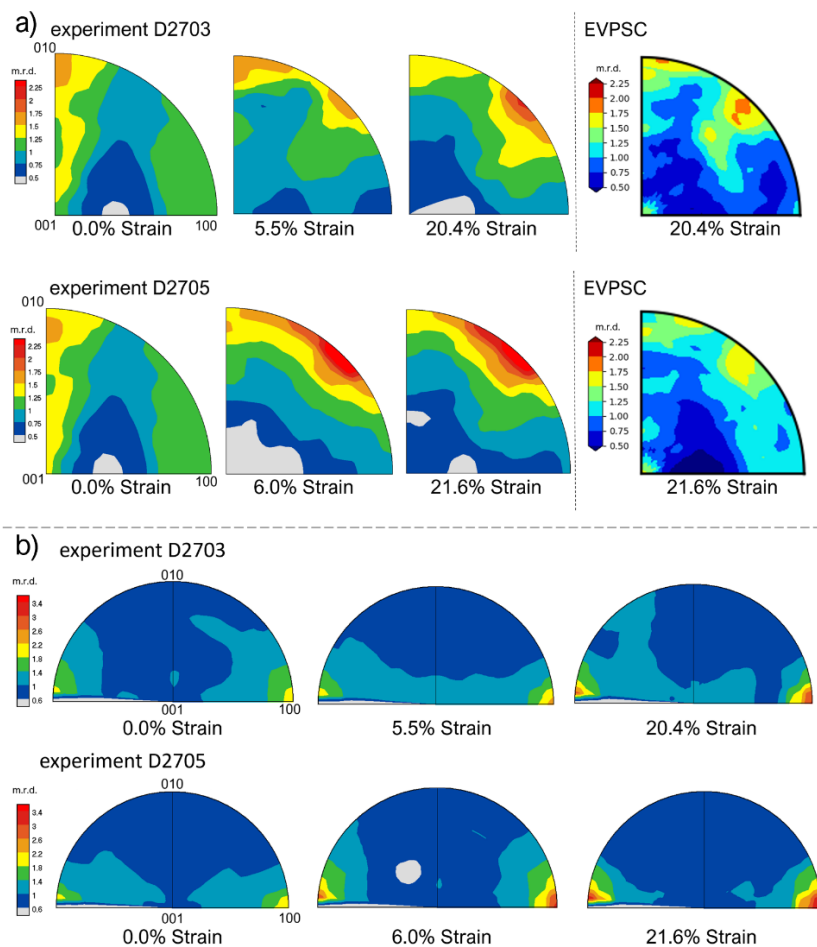 a)
experiment D2703
EVPSC
010
m.r.d.
2.25
2
1.75
1.5
1.25
1
0.75
0.5
001
100
0.0% Strain
5.5% Strain
20.4% Strain
m.r.d.
2.25
2.00
1.75
1.50
1.25
1.00
0.75
0.50
20.4% Strain
experiment D2705
EVPSC
010
m.r.d.
2.25
2
1.75
1.5
1.25
1
0.75
0.5
001
100
0.0% Strain
6.0% Strain
21.6% Strain
m.r.d.
2.25
2.00
1.75
1.50
1.25
1.00
0.75
0.50
21.6% Strain
b)
experiment D2703
010
m.r.d.
3.4
3
2.6
2.2
1.8
1.4
1
0.6
001
100
0.0% Strain
5.5% Strain
20.4% Strain
experiment D2705
010
m.r.d.
3.4
3
2.6
2.2
1.8
1.4
1
0.6
001
100
0.0% Strain
6.0% Strain
21.6% Strain